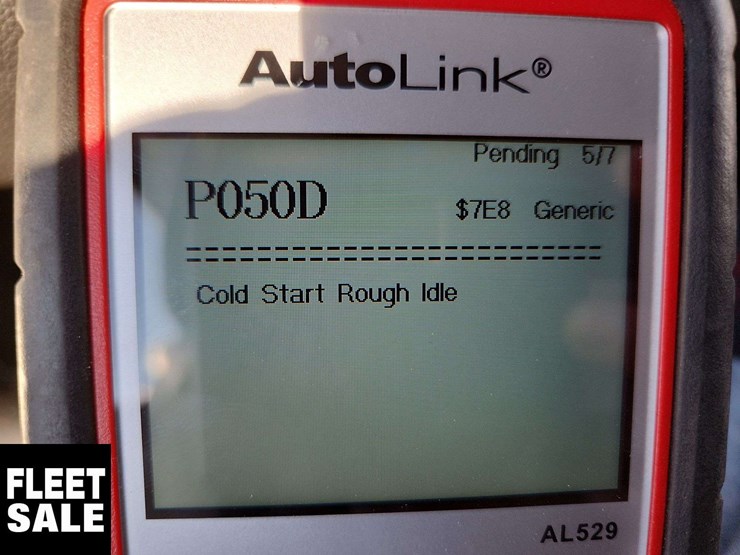 AutoLink®
Pending 5/7
P050D $7E8 Generic
==============================
Cold Start Rough Idle
AL529
FLEET
SALE